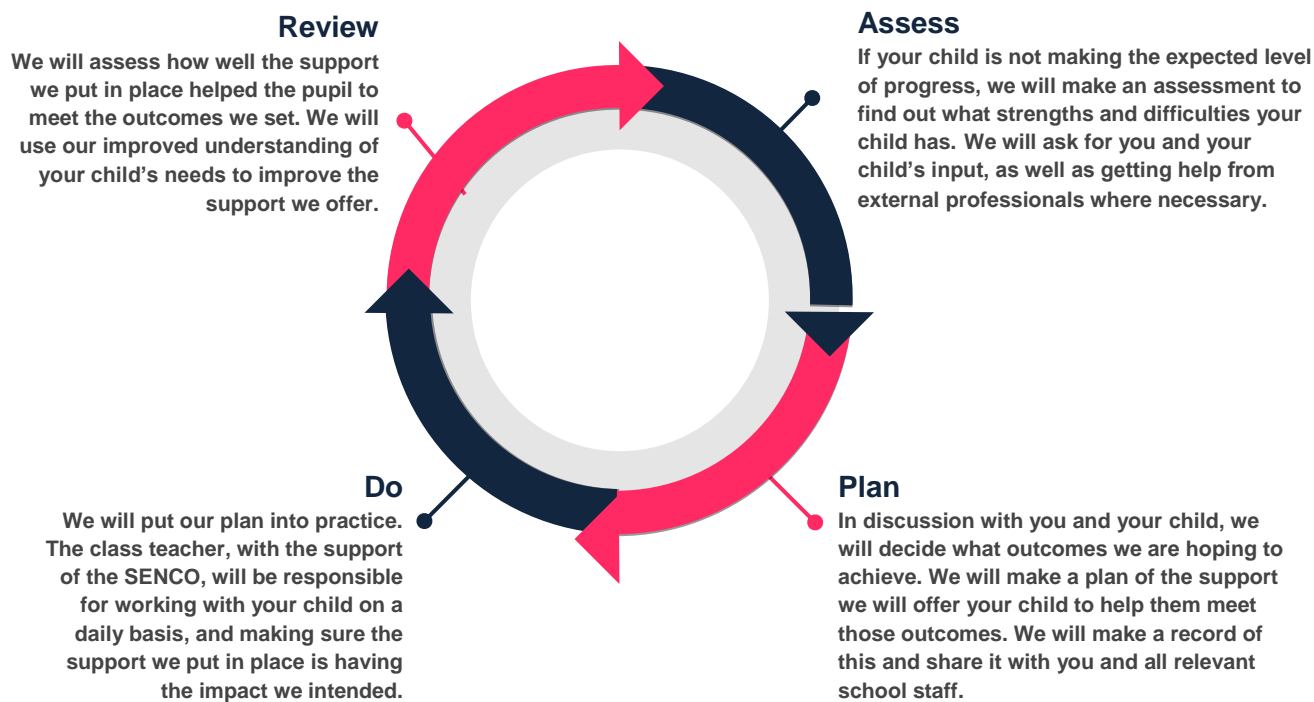 Review
We will assess how well the support
we put in place helped the pupil to
meet the outcomes we set. We will
use our improved understanding of
your child’s needs to improve the
support we offer.
Assess
If your child is not making the expected level
of progress, we will make an assessment to
find out what strengths and difficulties your
child has. We will ask for you and your
child’s input, as well as getting help from
external professionals where necessary.
Do
We will put our plan into practice.
The class teacher, with the support
of the SENCO, will be responsible
for working with your child on a
daily basis, and making sure the
support we put in place is having
the impact we intended.
Plan
In discussion with you and your child, we
will decide what outcomes we are hoping to
achieve. We will make a plan of the support
we will offer your child to help them meet
those outcomes. We will make a record of
this and share it with you and all relevant
school staff.